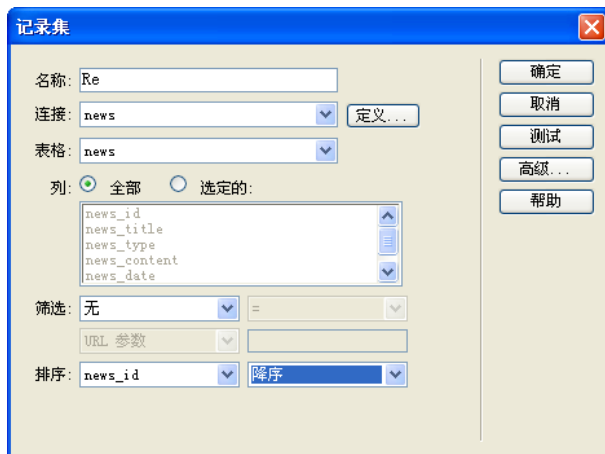 记录集
名称: Re
连接: news 定义...
表格: news
列: 全部 选定的:
news_id
news_title
news_type
news_content
news_date
筛选: 无 =
URL 参数
排序: news_id 降序
确定
取消
测试
高级...
帮助